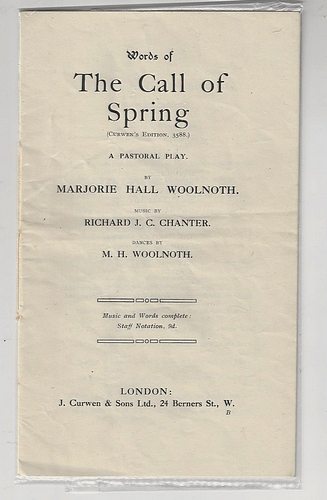 Words of
The Call of
Spring
(Curwen's Edition, 3588.)
A PASTORAL PLAY.
BY
MARJORIE HALL WOOLNOTH.
MUSIC BY
RICHARD J. C. CHANTER.
DANCES BY
M. H. WOOLNOTH.
Music and Words complete:
Staff Notation, 9d.
LONDON:
J. Curwen & Sons Ltd., 24 Berners St., W.
B